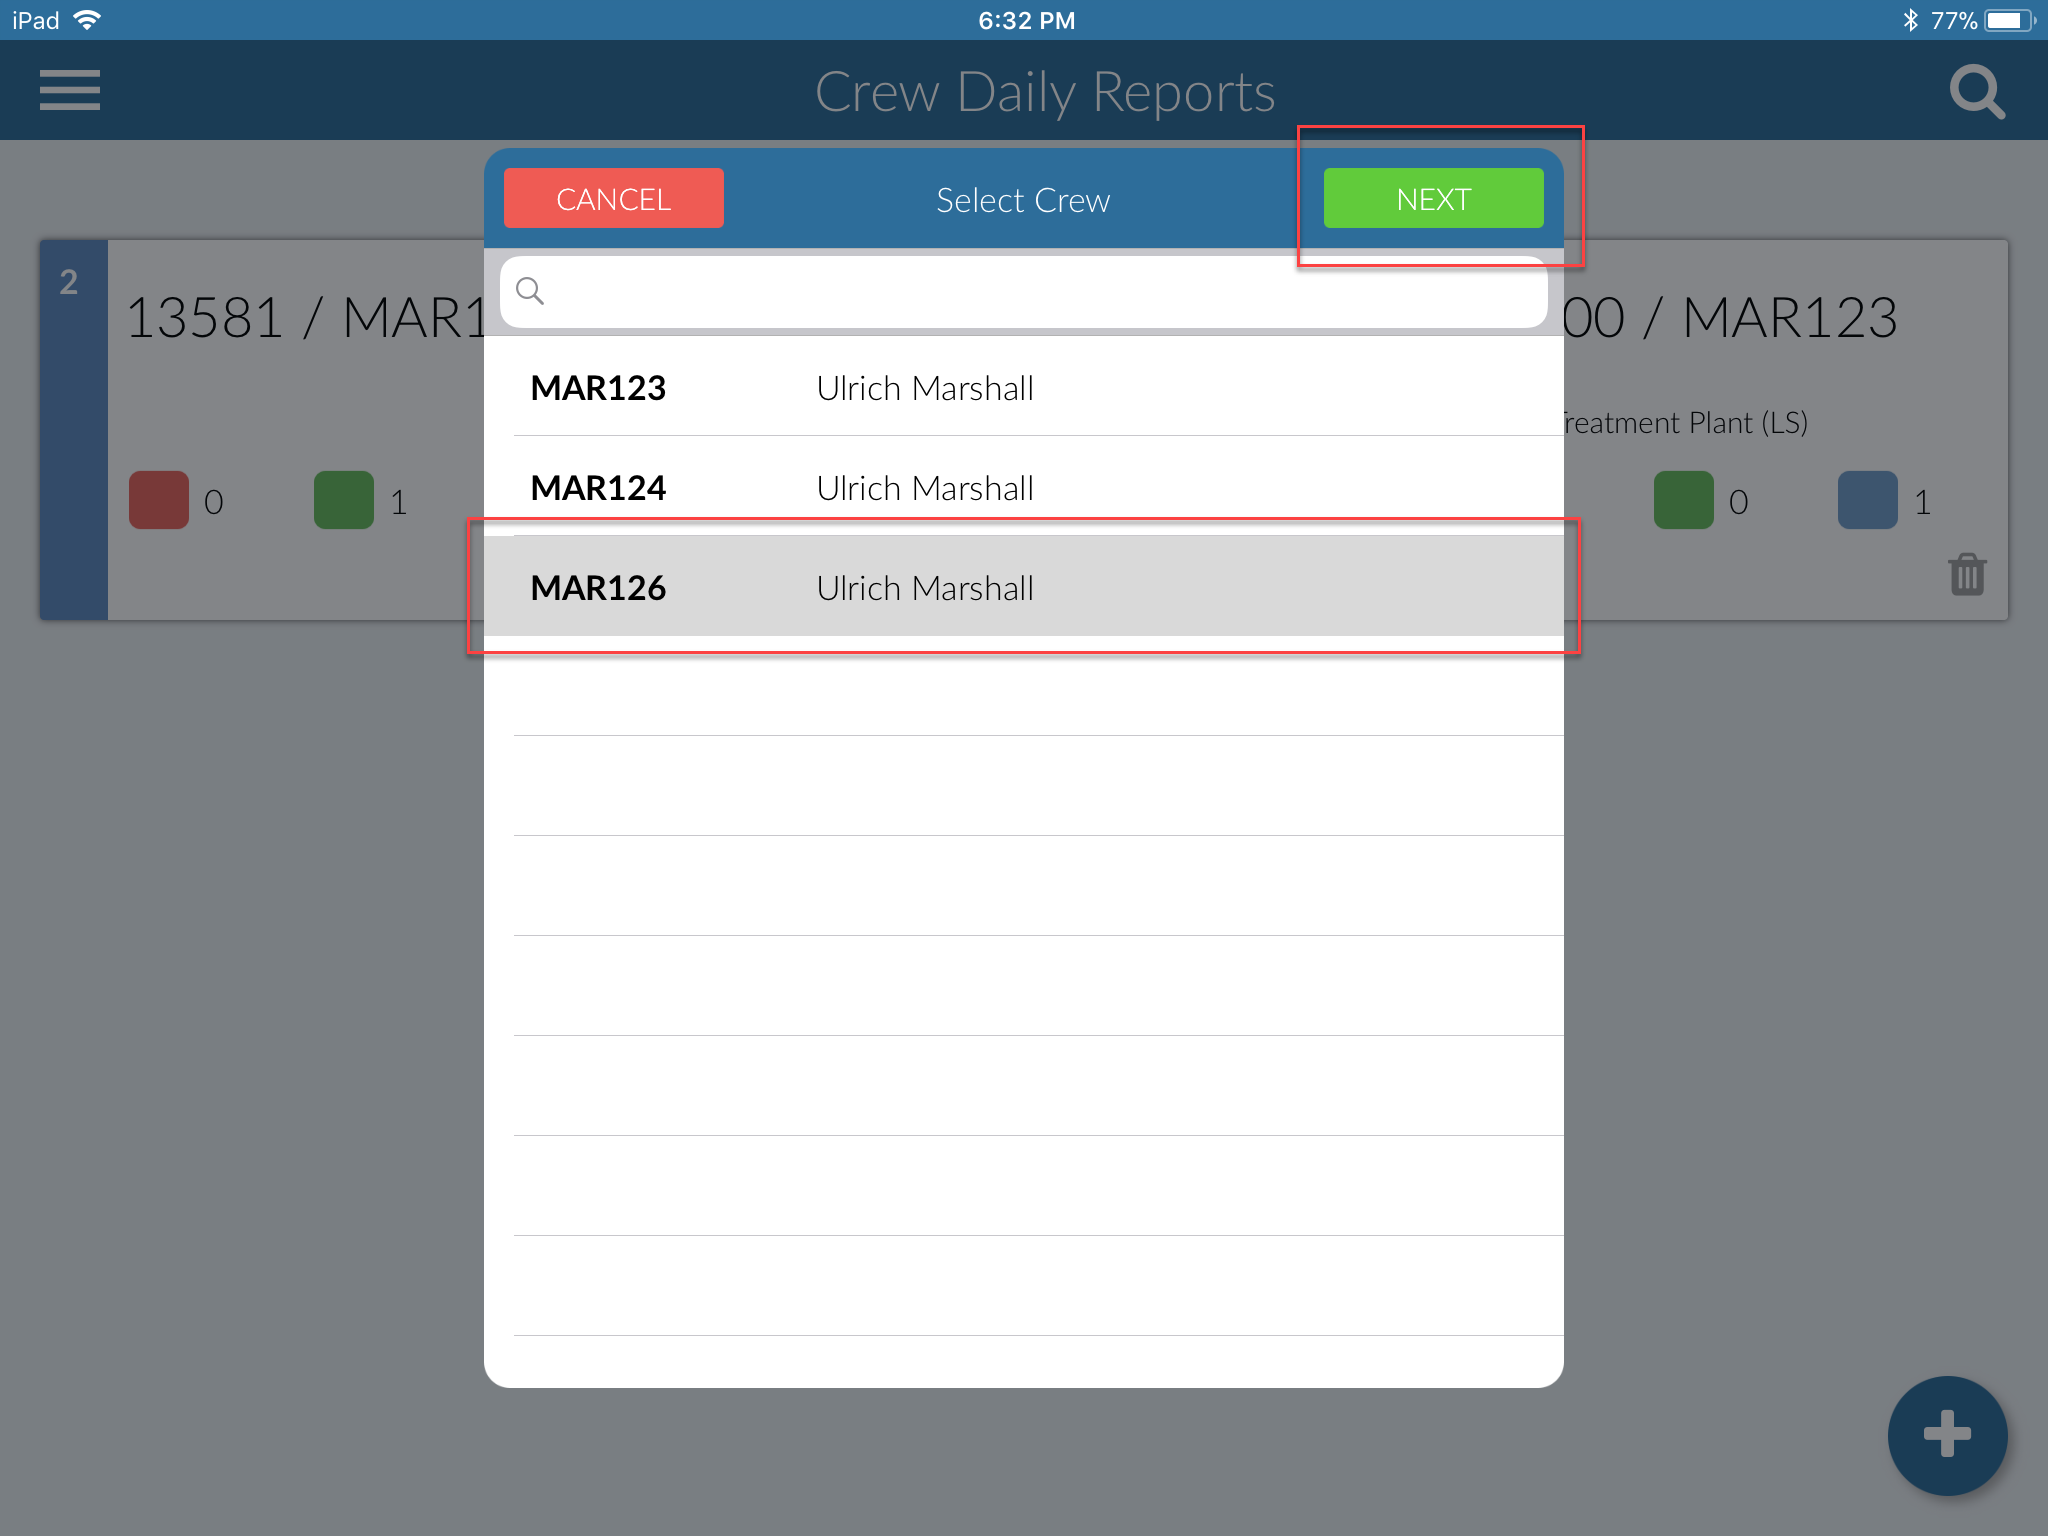 iPad 6:32 PM 77%
Crew Daily Reports
CANCEL Select Crew NEXT
2
13581 / MAR1
00 / MAR123
MAR123 Ulrich Marshall
Treatment Plant (LS)
MAR124 Ulrich Marshall
0 1 0 1
MAR126 Ulrich Marshall